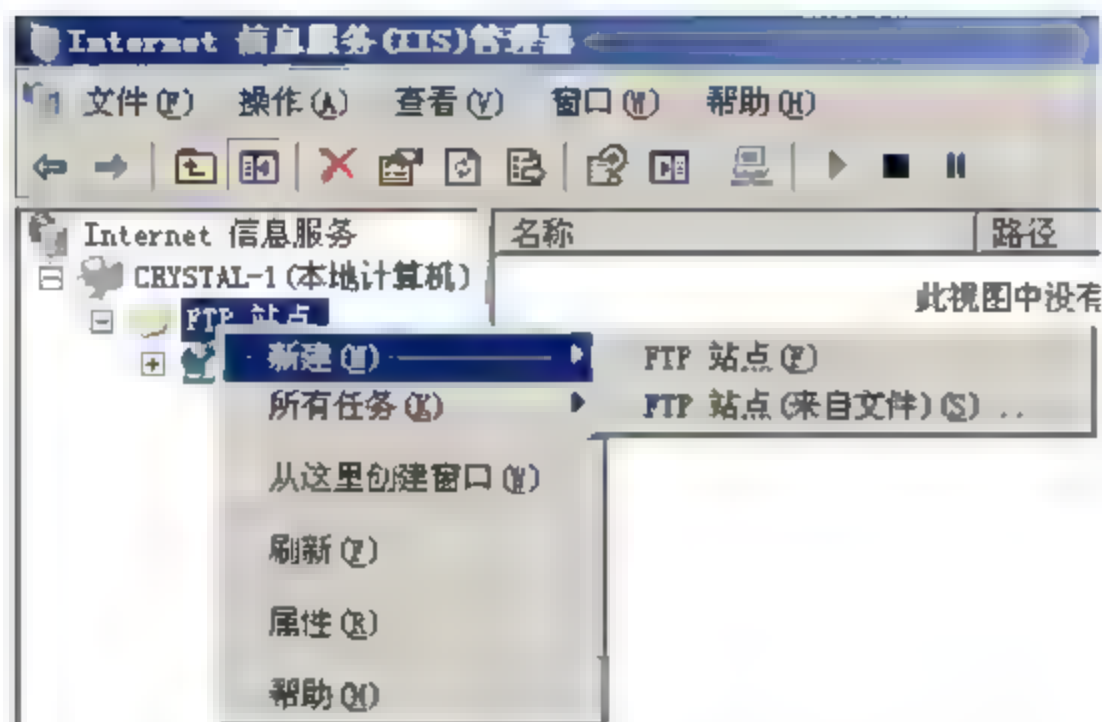 Internet 信息服务(IIS)管理器
文件(F) 操作(A) 查看(V) 窗口(W) 帮助(H)
Internet 信息服务
名称
路径
CRYSTAL-1(本地计算机)
此视图中没有
FTP 站点
新建(N)
FTP 站点(F)
所有任务(K)
FTP 站点(来自文件)(S)..
从这里创建窗口(W)
刷新(F)
属性(R)
帮助(H)